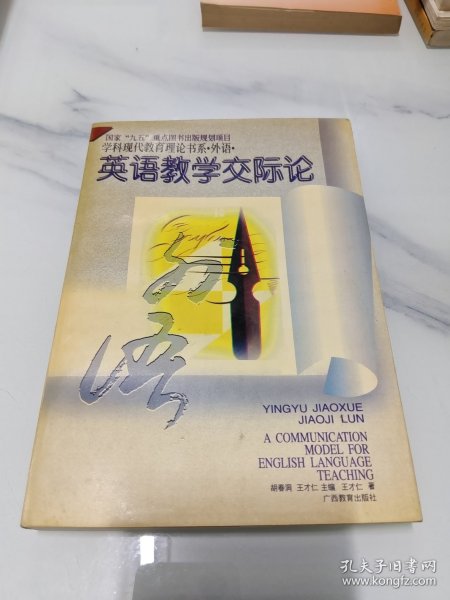 国家“九五”重点图书出版规划项目
学科现代教育理论书系·外语·
英语教学交际论
外语
YINGYU JIAOXUE
JIAOJI LUN
A COMMUNICATION
MODEL FOR
ENGLISH LANGUAGE
TEACHING
胡春洞 王才仁 主编 王才仁 著
广西教育出版社
孔夫子旧书网
www.kongfz.com